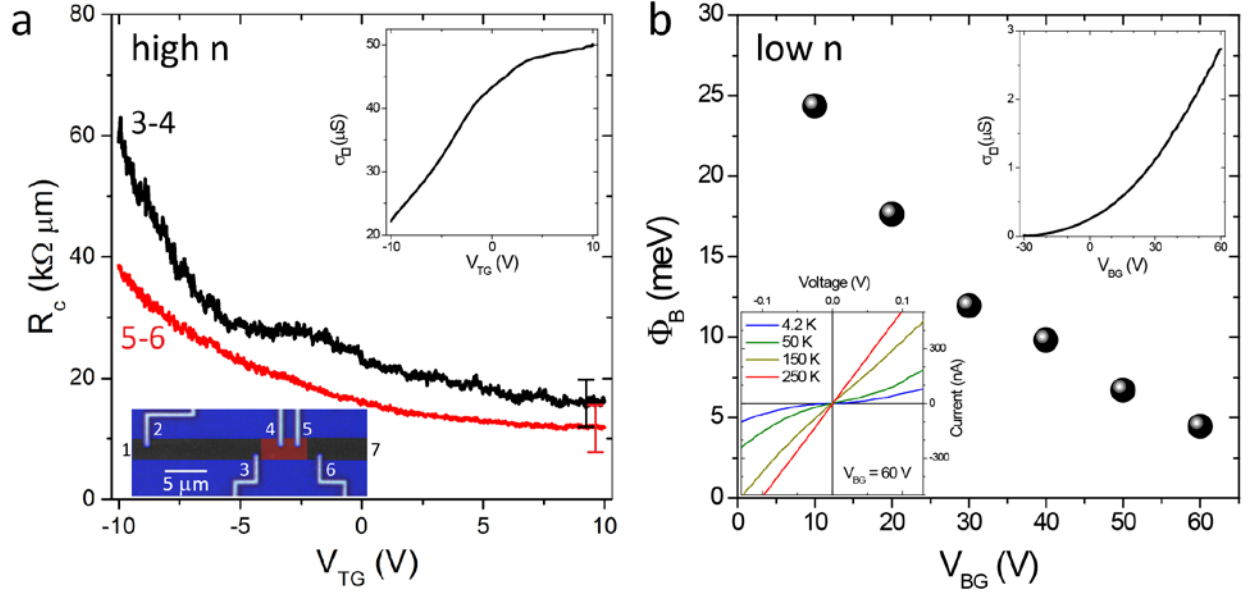 a
high n
R_c (kΩ μm)
80
60
40
20
0
3-4
5-6
-10
-5
0
5
10
V_TG (V)
σ_□ (μS)
50
40
30
20
-10
0
10
V_TG (V)
1
2
3
4
5
6
7
5 μm
b
low n
Φ_B (meV)
30
25
20
15
10
5
0
0
10
20
30
40
50
60
V_BG (V)
σ_□ (μS)
3
2
1
0
-30
0
30
60
V_BG (V)
Voltage (V)
-0.1
0.0
0.1
4.2 K
50 K
150 K
250 K
300
0
-300
Current (nA)
V_BG = 60 V